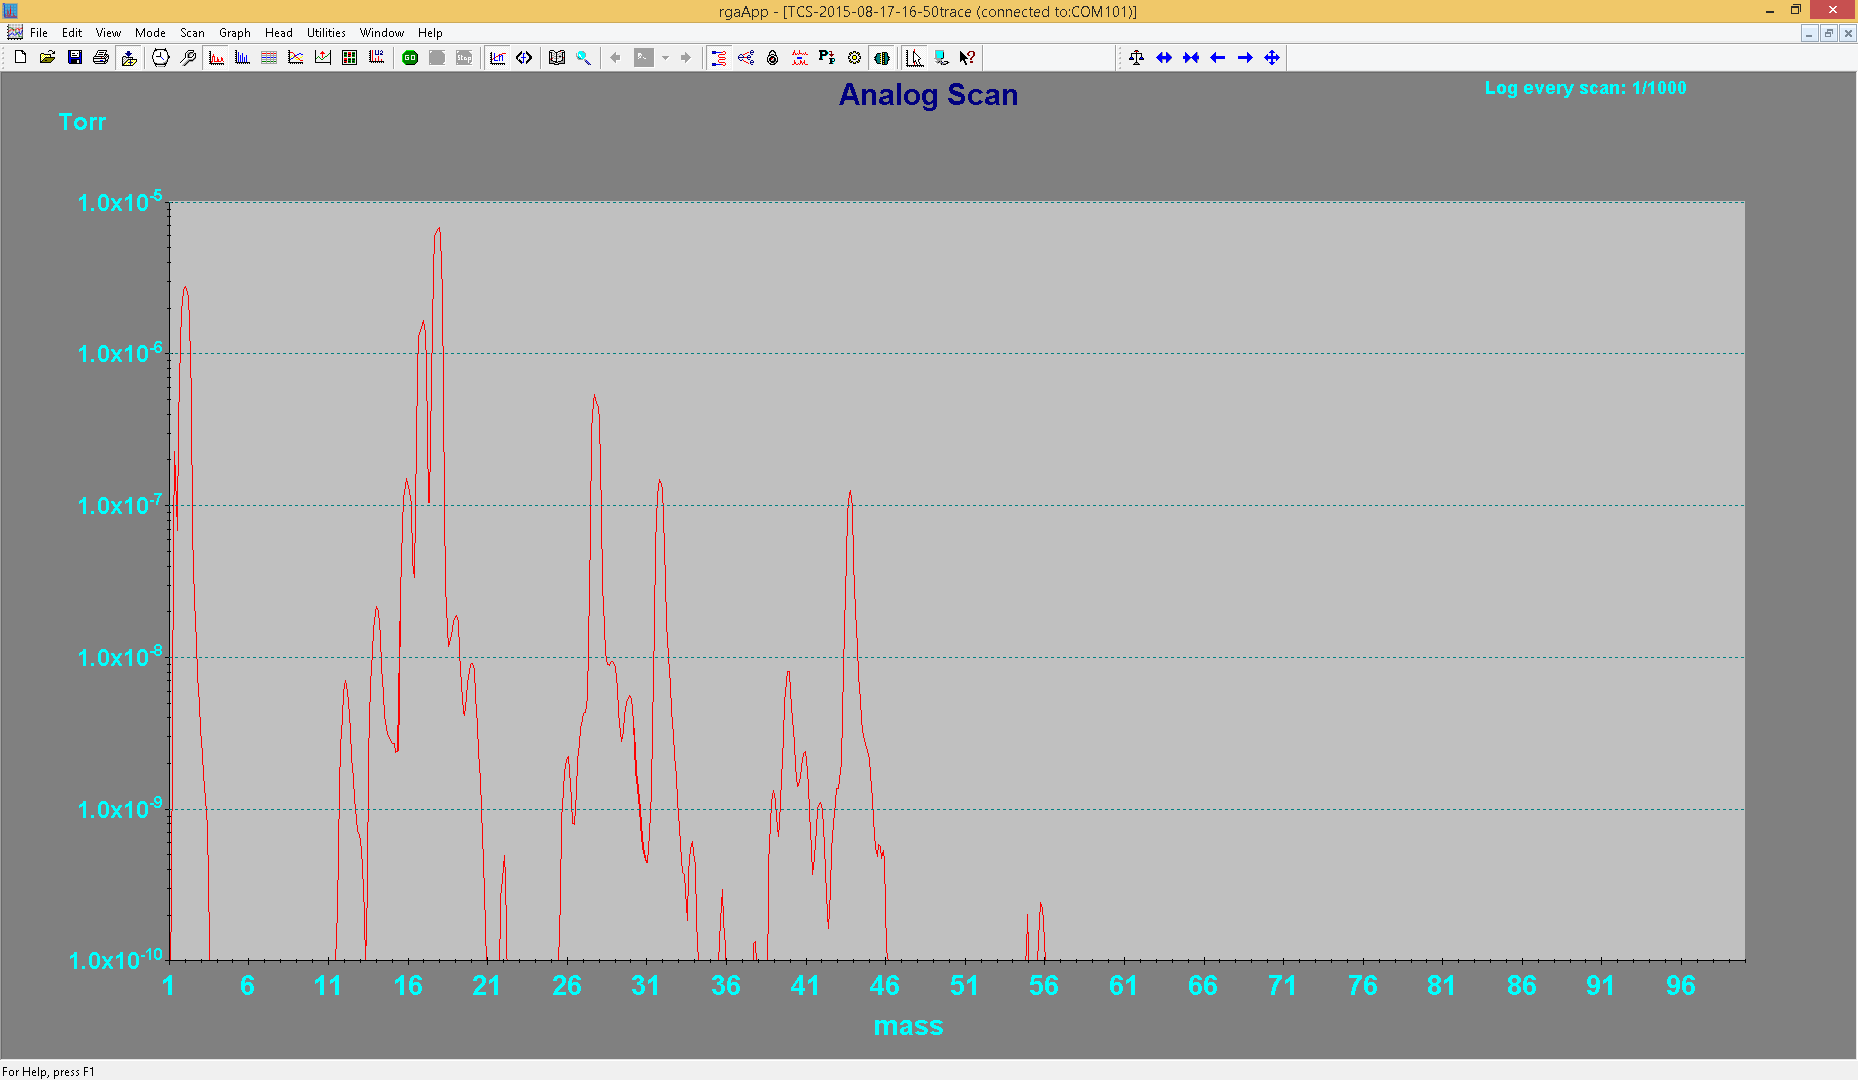 rgaApp - [TCS-2015-08-17-16-50trace (connected to:COM101)]
File Edit View Mode Scan Graph Head Utilities Window Help
GO Stop
Analog Scan
Log every scan: 1/1000
Torr
1.0x10-5
1.0x10-6
1.0x10-7
1.0x10-8
1.0x10-9
1.0x10-10
1 6 11 16 21 26 31 36 41 46 51 56 61 66 71 76 81 86 91 96
mass
For Help, press F1